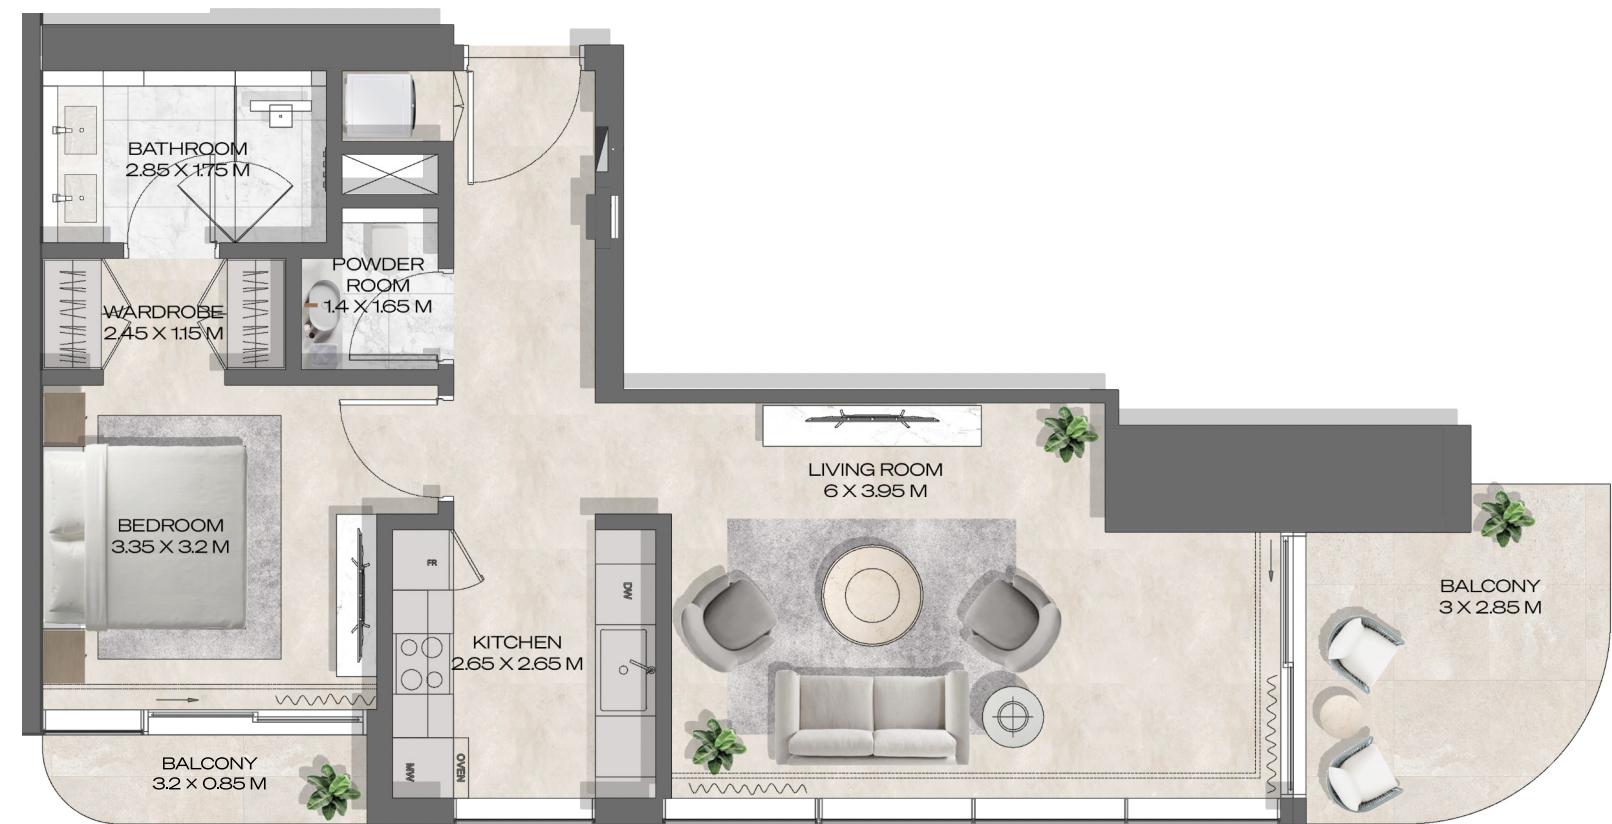 BATHROOM
2.85 X 1.75 M
POWDER
ROOM
1.4 X 1.65 M
WARDROBE
2.45 X 1.15 M
LIVING ROOM
6 X 3.95 M
BEDROOM
3.35 X 3.2 M
FR
DW
BALCONY
3 X 2.85 M
KITCHEN
2.65 X 2.65 M
BALCONY
3.2 X 0.85 M
MW
OVEN